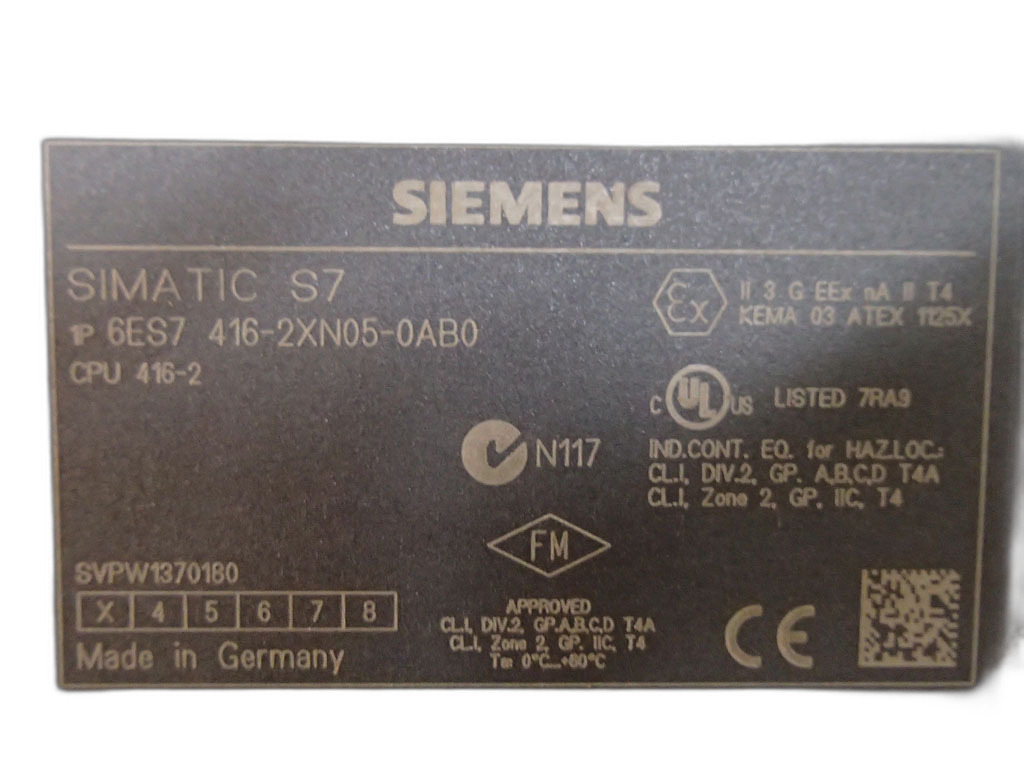 SIEMENS
SIMATIC S7
1P 6ES7 416-2XN05-0AB0
CPU 416-2
Ex II 3 G EEx nA II T4
KEMA 03 ATEX 1125X
C UL US LISTED 7RA9
IND.CONT. EQ. for HAZ.LOC.:
CL.I, DIV.2, GP. A,B,C,D T4A
CL.I, Zone 2, GP. IIC, T4
N117
FM
APPROVED
CL.I, DIV.2, GP.A,B,C,D T4A
CL.I, Zone 2, GP. IIC, T4
Ta: 0°C...+60°C
SVPW1370180
X 4 5 6 7 8
Made in Germany
CE